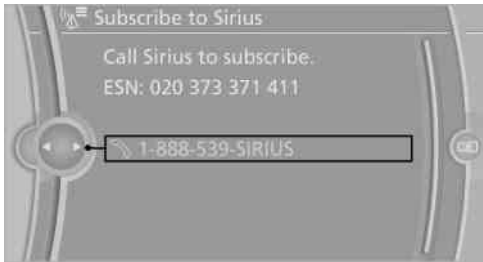 Subscribe to Sirius
Call Sirius to subscribe.
ESN: 020 373 371 411
1-888-539-SIRIUS